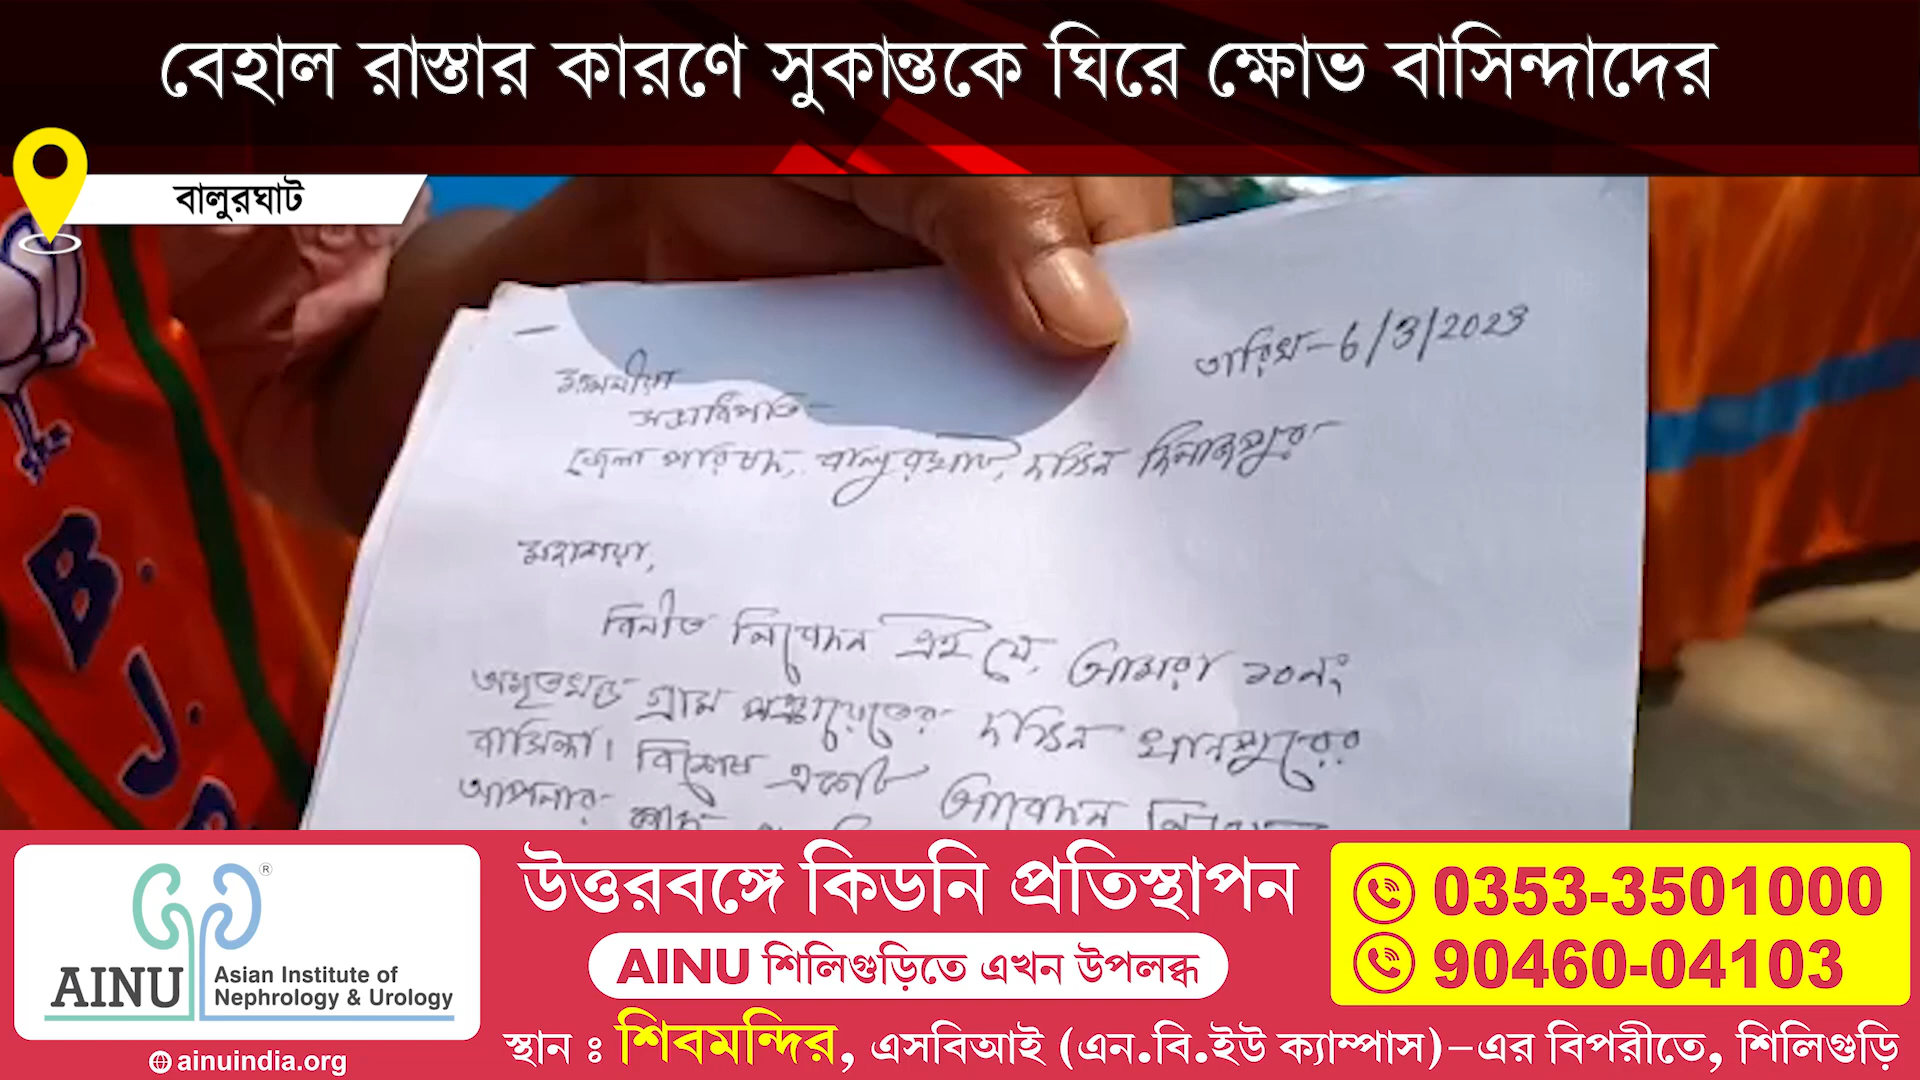 বেহাল রাস্তার কারণে সুকান্তকে ঘিরে ক্ষোভ বাসিন্দাদের
বালুরঘাট
তারিখ-6/3/2023
মাননীয়া
সভাধিপতি
জেলা পরিষদ, বালুরঘাট, দক্ষিন দিনাজপুর
মহাশয়া,
বিনীত নিবেদন এই যে, আমরা ১০নং
অমৃতখন্ড গ্রাম পঞ্চায়েতের দক্ষিন খানপুরের
বাসিন্দা। বিশেষ একটি আবেদন নিয়ে
আপনার কাছে
B.
J.
AINU
®
Asian Institute of
Nephrology & Urology
ainuindia.org
উত্তরবঙ্গে কিডনি প্রতিস্থাপন
AINU শিলিগুড়িতে এখন উপলব্ধ
0353-3501000
90460-04103
স্থান : শিবমন্দির, এসবিআই (এন.বি.ইউ ক্যাম্পাস)-এর বিপরীতে, শিলিগুড়ি